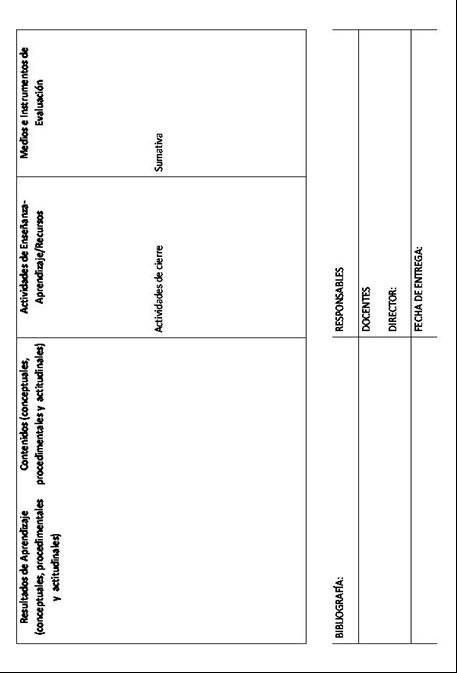 Resultados de Aprendizaje
(conceptuales, procedimentales
y actitudinales)
Contenidos (conceptuales,
procedimentales y actitudinales)
Actividades de Enseñanza-
Aprendizaje/Recursos
Medios e Instrumentos de
Evaluación
Actividades de cierre
Sumativa
BIBLIOGRAFÍA:
RESPONSABLES
DOCENTES
DIRECTOR:
FECHA DE ENTREGA: